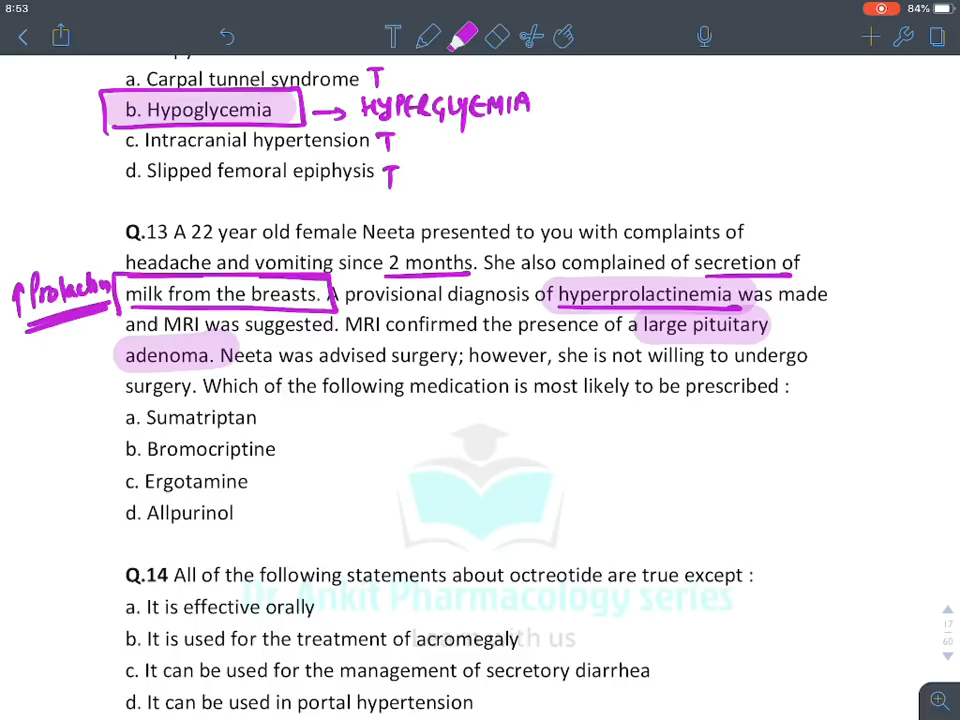 8:53
84%
a. Carpal tunnel syndrome T
b. Hypoglycemia → HYPERGLYEMIA
c. Intracranial hypertension T
d. Slipped femoral epiphysis T
Q.13 A 22 year old female Neeta presented to you with complaints of
headache and vomiting since 2 months. She also complained of secretion of
↑ Prolactin milk from the breasts. A provisional diagnosis of hyperprolactinemia was made
and MRI was suggested. MRI confirmed the presence of a large pituitary
adenoma. Neeta was advised surgery; however, she is not willing to undergo
surgery. Which of the following medication is most likely to be prescribed :
a. Sumatriptan
b. Bromocriptine
c. Ergotamine
d. Allpurinol
Q.14 All of the following statements about octreotide are true except :
Dr Ankit Pharmacology series
a. It is effective orally
Learn with us
b. It is used for the treatment of acromegaly
c. It can be used for the management of secretory diarrhea
d. It can be used in portal hypertension
17
60